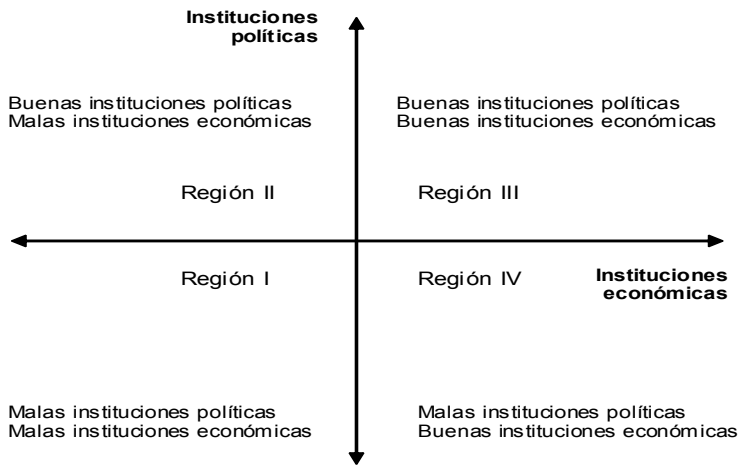 Instituciones
políticas
Buenas instituciones políticas
Malas instituciones económicas
Buenas instituciones políticas
Buenas instituciones económicas
Región II
Región III
Región I
Región IV
Instituciones
económicas
Malas instituciones políticas
Malas instituciones económicas
Malas instituciones políticas
Buenas instituciones económicas